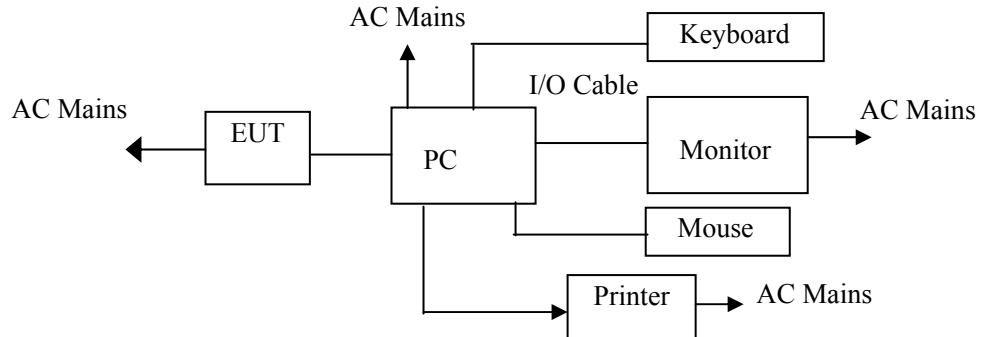 AC Mains
Keyboard
I/O Cable
AC Mains
AC Mains
EUT
PC
Monitor
Mouse
Printer
AC Mains